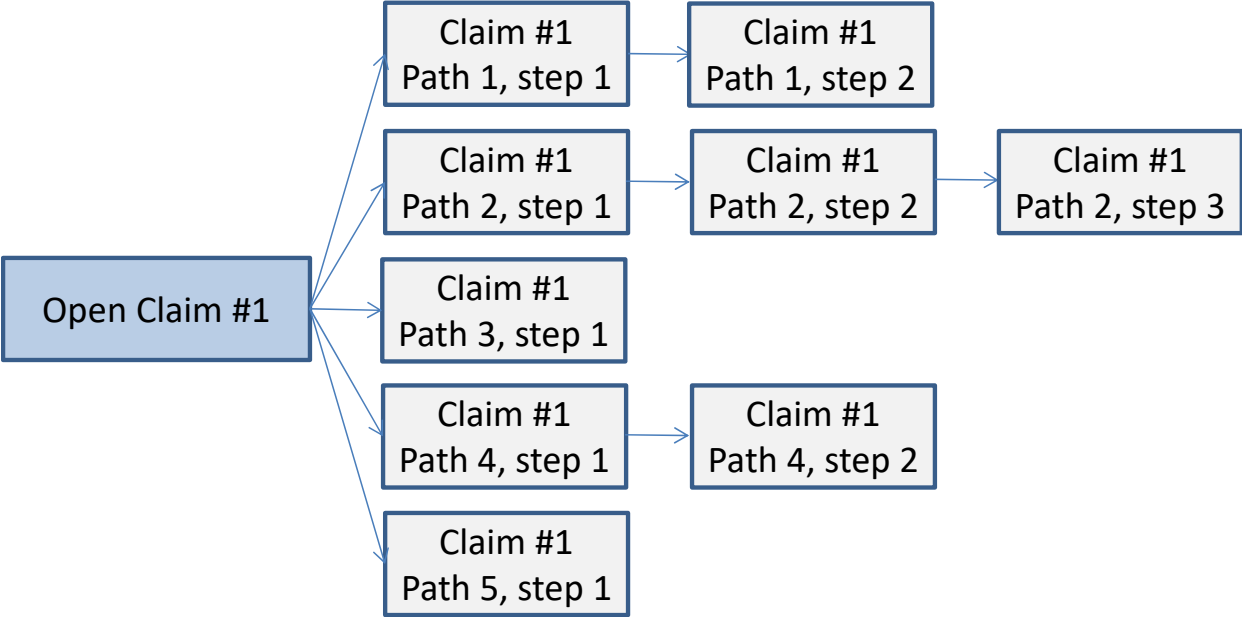 Claim #1
Path 1, step 1
Claim #1
Path 1, step 2
Claim #1
Path 2, step 1
Claim #1
Path 2, step 2
Claim #1
Path 2, step 3
Open Claim #1
Claim #1
Path 3, step 1
Claim #1
Path 4, step 1
Claim #1
Path 4, step 2
Claim #1
Path 5, step 1